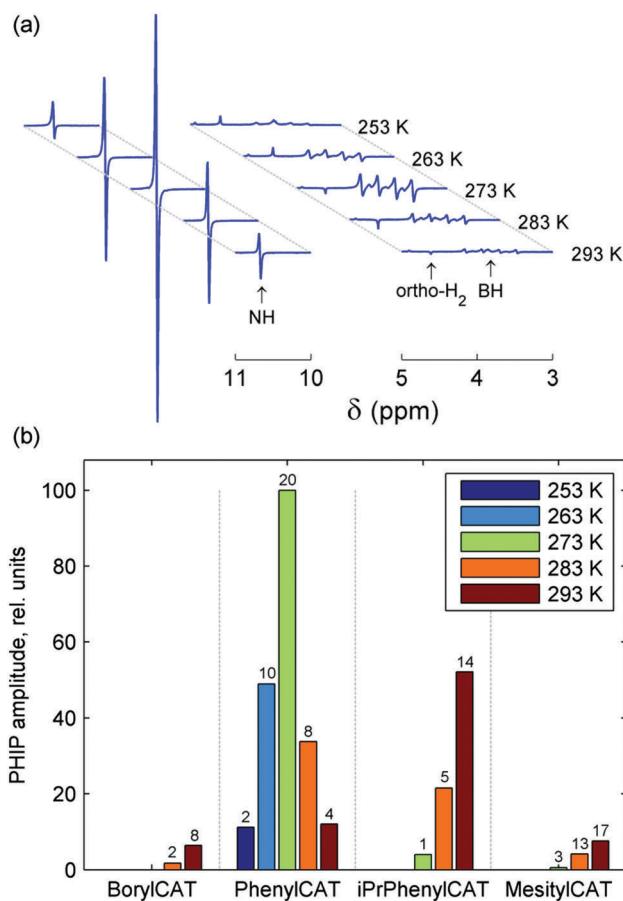 (a)
253 K
263 K
273 K
283 K
293 K
NH
ortho-H₂
BH
11
10
5
4
3
δ (ppm)
(b)
PHIP amplitude, rel. units
100
80
60
40
20
0
253 K
263 K
273 K
283 K
293 K
2
8
2
10
20
8
4
1
5
14
3
13
17
BorylCAT
PhenylCAT
iPrPhenylCAT
MesitylCAT